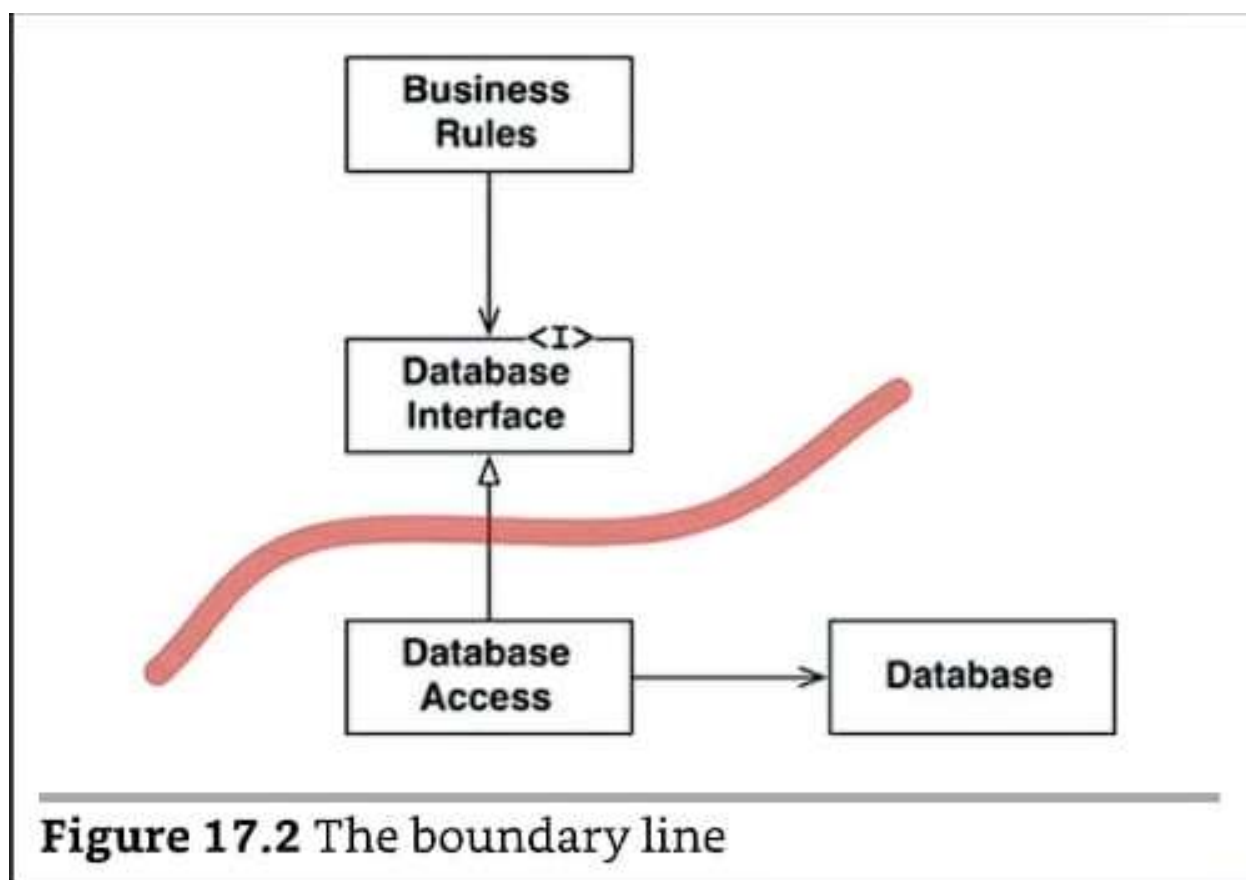 Business
Rules
<I>
Database
Interface
Database
Access
Database
Figure 17.2 The boundary line